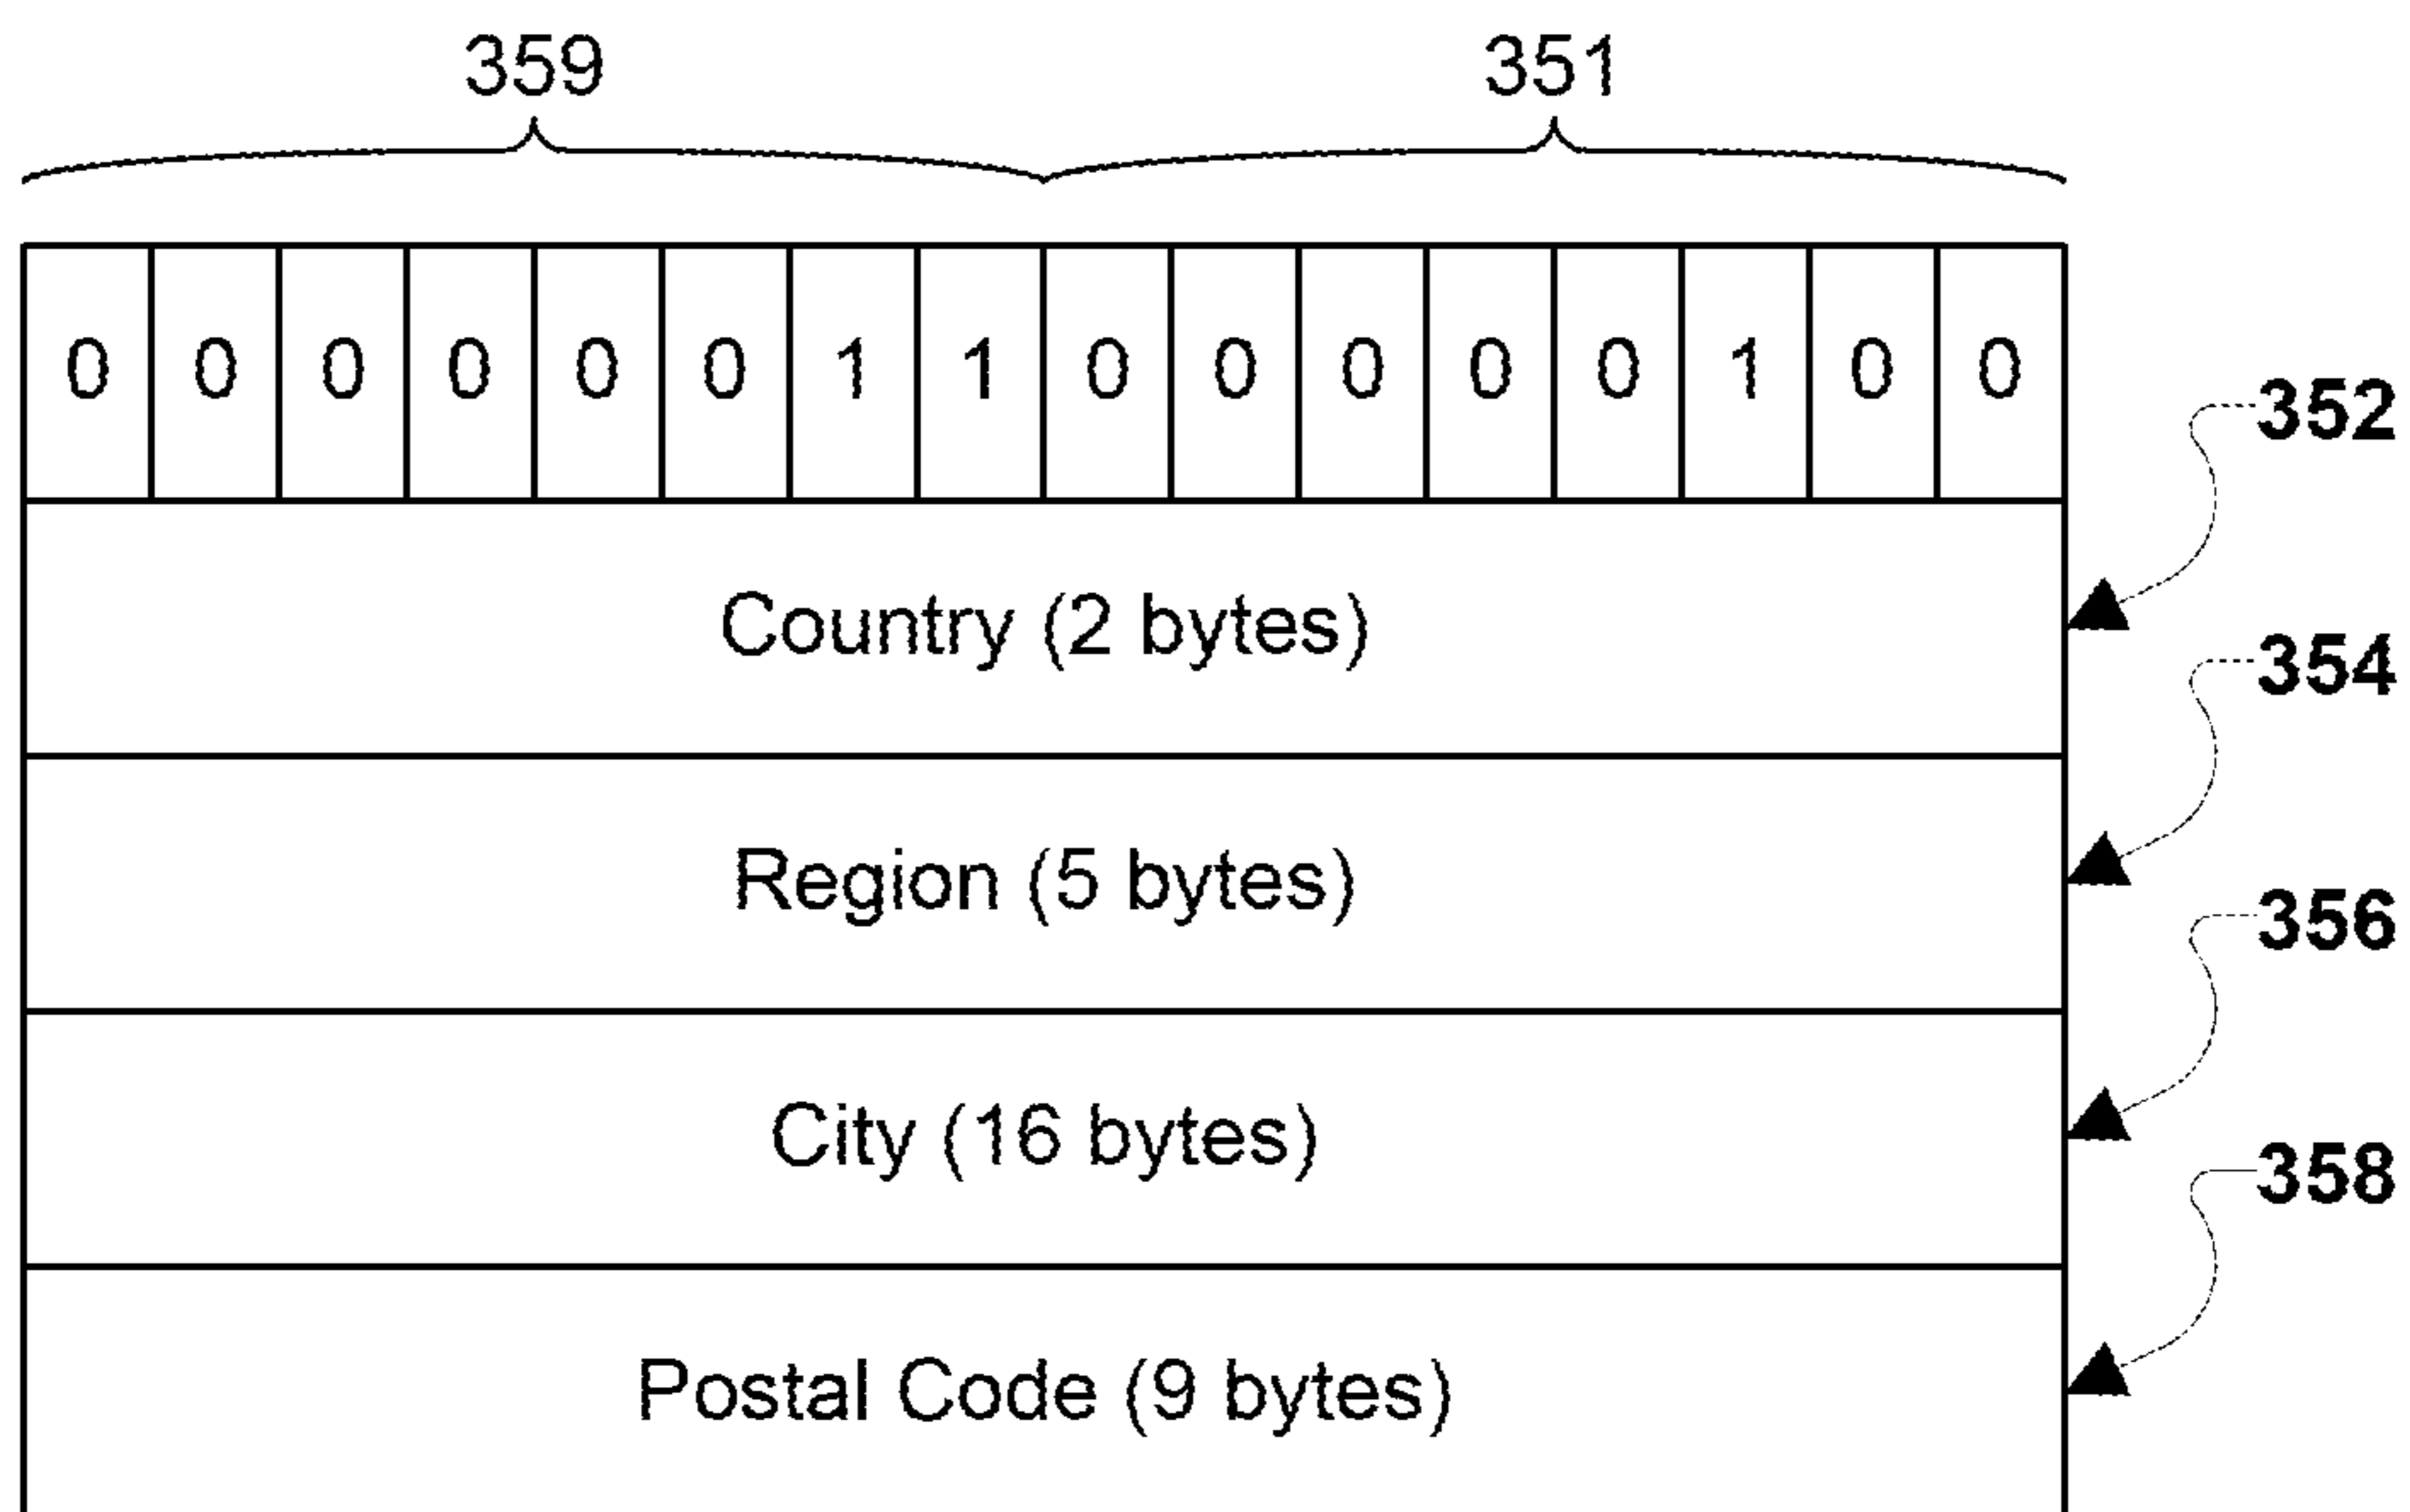 359 351
0 0 0 0 0 0 1 1 0 0 0 0 0 1 0 0
352
Country (2 bytes)
354
Region (5 bytes)
356
City (16 bytes)
358
Postal Code (9 bytes)